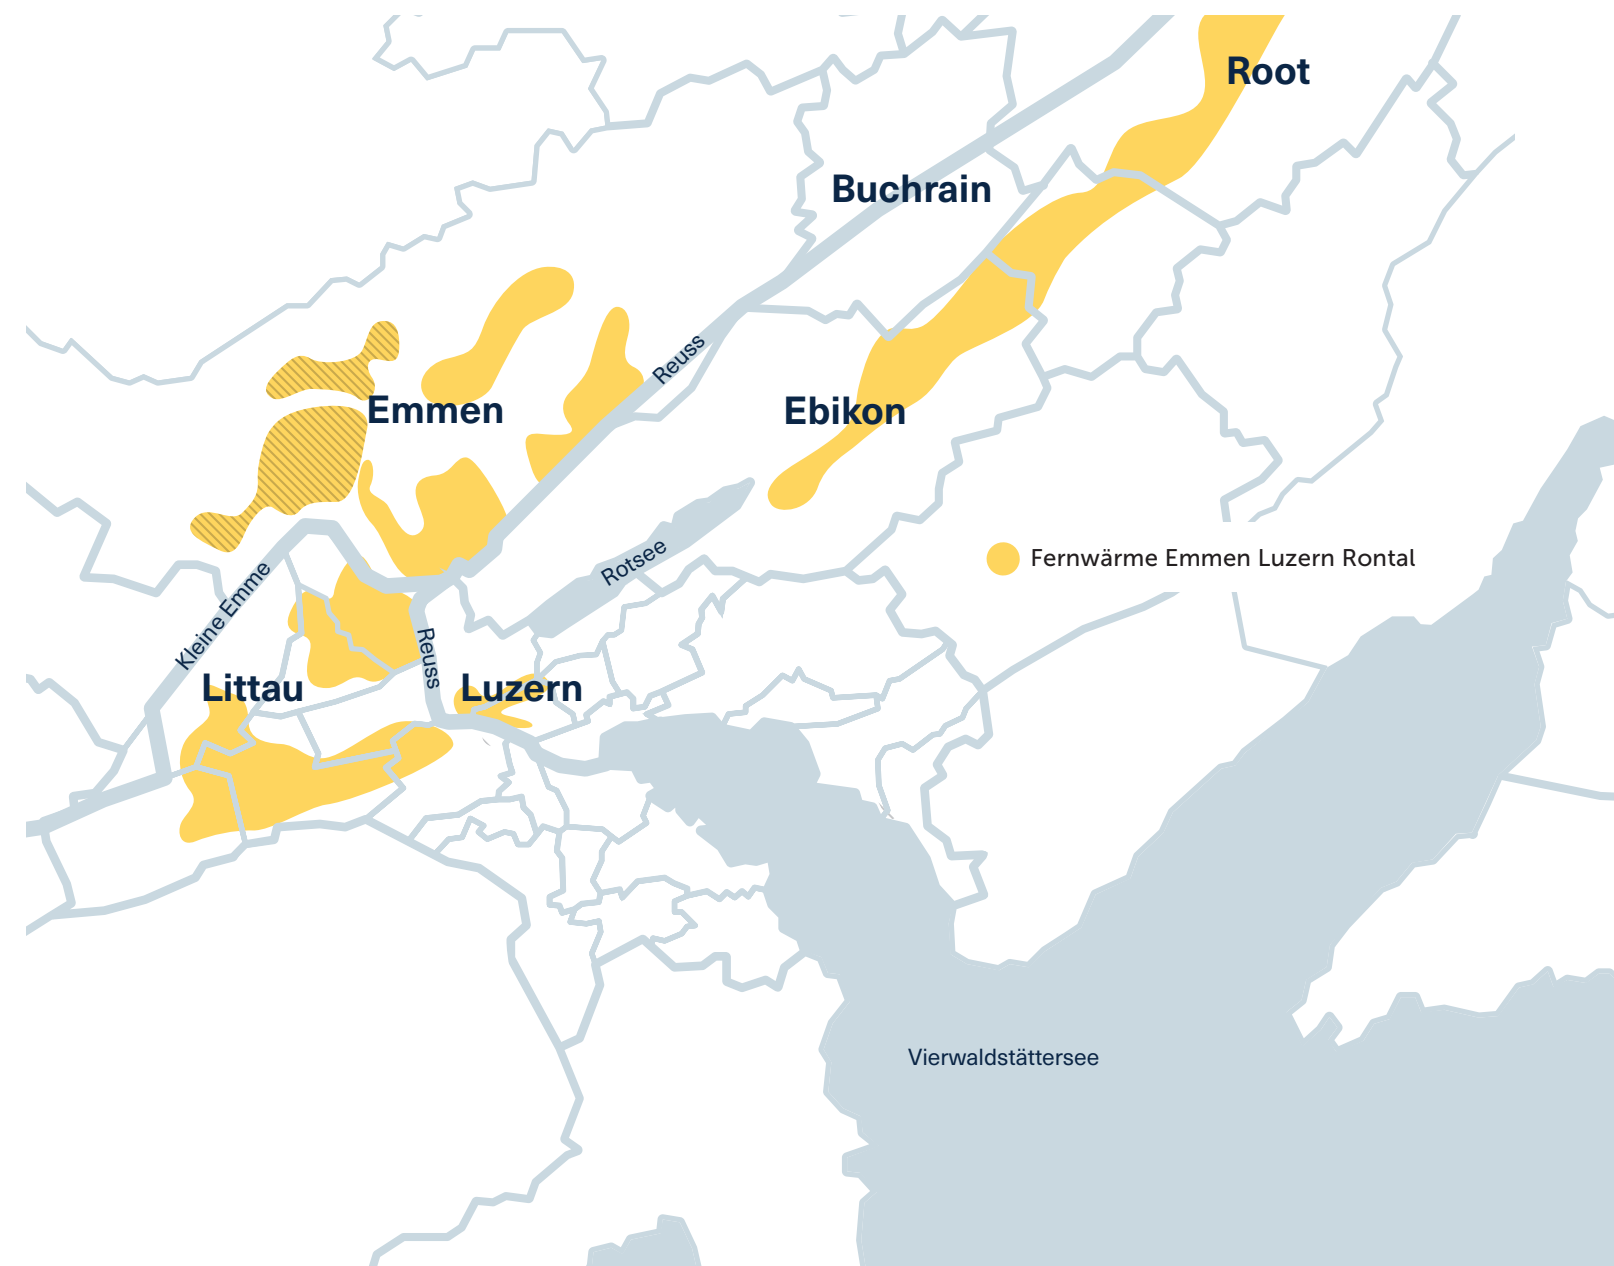 Root
Buchrain
Reuss
Emmen
Ebikon
Rotsee
Fernwärme Emmen Luzern Rontal
Kleine Emme
Reuss
Littau
Luzern
Vierwaldstättersee